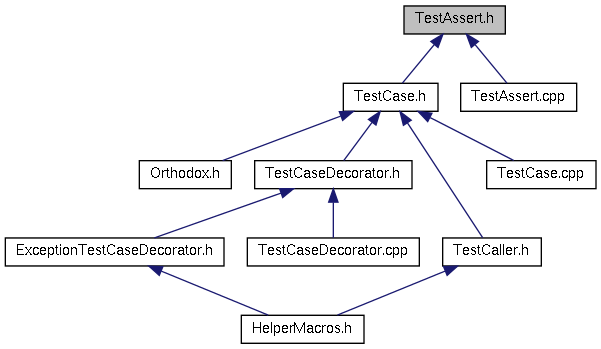 TestAssert.h
TestCase.h
TestAssert.cpp
Orthodox.h
TestCaseDecorator.h
TestCase.cpp
ExceptionTestCaseDecorator.h
TestCaseDecorator.cpp
TestCaller.h
HelperMacros.h